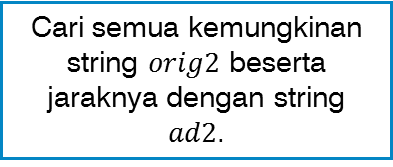 Cari semua kemungkinan
string orig2 beserta
jaraknya dengan string
ad2.